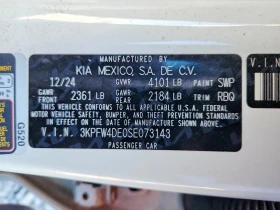 MFD. BY
KIA MEXICO, S.A. DE C.V.
12/24 GVWR 4101 LB PAINT SWP
GAWR FRONT 2361 LB GAWR REAR 2184 LB TRIM RBQ
THIS VEHICLE CONFORMS TO ALL APPLICABLE U.S. FEDERAL
MOTOR VEHICLE SAFETY, BUMPER, AND THEFT PREVENTION
STANDARDS IN EFFECT ON THE DATE OF MANUFACTURE SHOWN ABOVE.
V.I.N. 3KPFW4DE0SE073143
PASSENGER CAR
G520
V.I.N